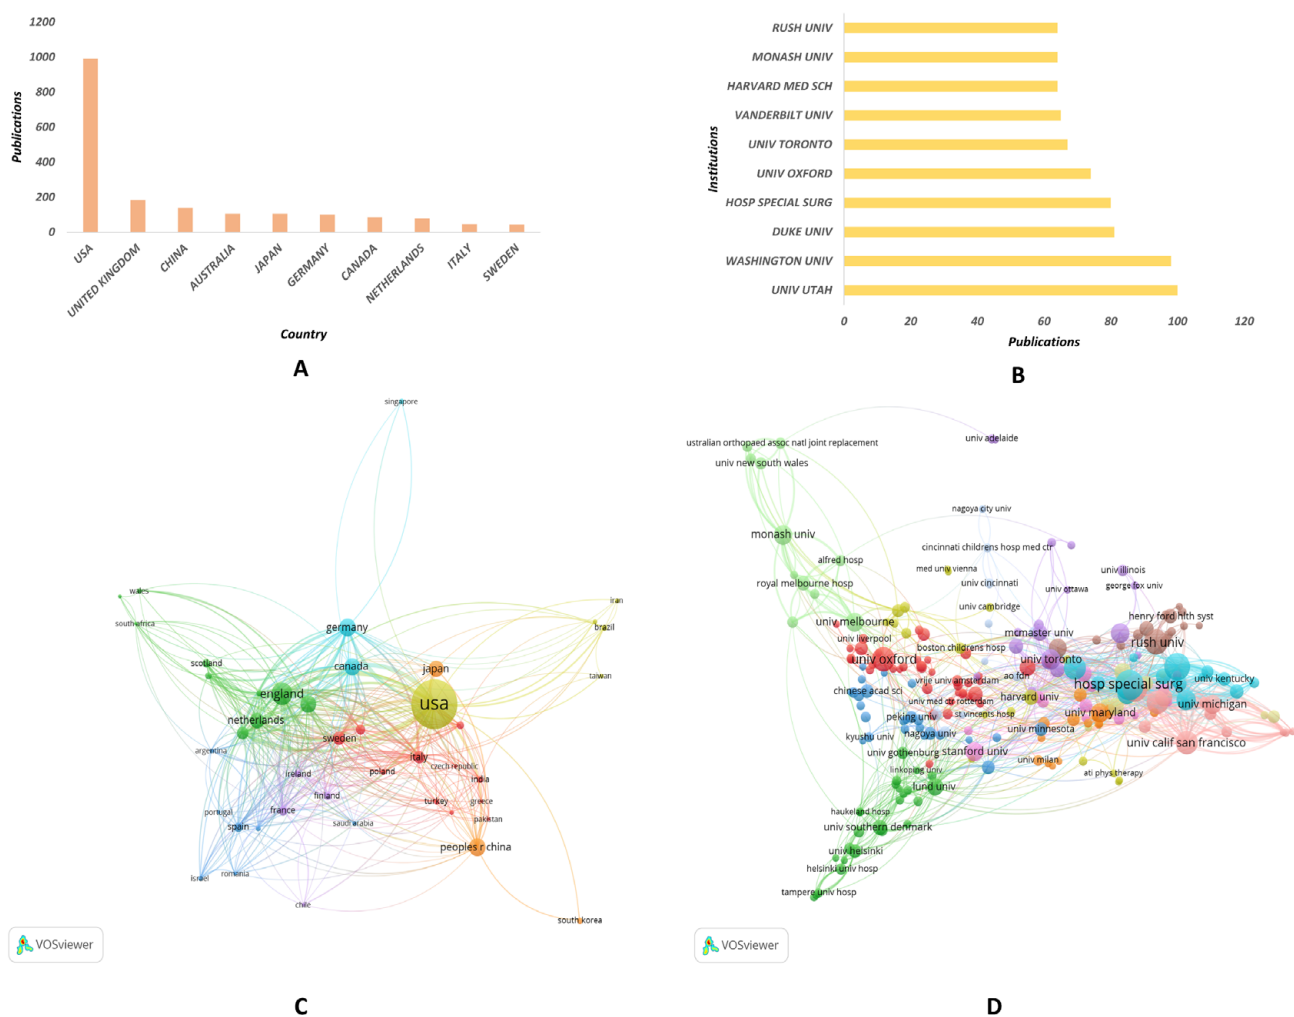 1200
1000
800
600
400
200
0
Publications
USA
UNITED KINGDOM
CHINA
AUSTRALIA
JAPAN
GERMANY
CANADA
NETHERLANDS
ITALY
SWEDEN
Country
A
Institutions
RUSH UNIV
MONASH UNIV
HARVARD MED SCH
VANDERBILT UNIV
UNIV TORONTO
UNIV OXFORD
HOSP SPECIAL SURG
DUKE UNIV
WASHINGTON UNIV
UNIV UTAH
0 20 40 60 80 100 120
Publications
B
singapore
wales
south africa
iran
brazil
germany
scotland
canada
japan
taiwan
england
usa
netherlands
sweden
argentina
italy
ireland
poland
czech republic
india
finland
turkey
greece
portugal
france
spain
saudi arabia
pakistan
peoples r china
israel
romania
chile
south korea
VOSviewer
C
univ adelaide
ustralian orthopaed assoc natl joint replacement
univ new south wales
nagoya city univ
monash univ
cincinnati childrens hosp med ctr
alfred hosp
med univ vienna
univ illinois
royal melbourne hosp
univ cincinnati
univ ottawa
george fox univ
univ cambridge
henry ford hlth syst
univ melbourne
mcmaster univ
univ liverpool
rush univ
boston childrens hosp
univ oxford
univ toronto
ao fdn
vrije univ amsterdam
hosp special surg
univ kentucky
chinese acad sci
harvard univ
univ med ctr rotterdam
univ michigan
peking univ
st vincents hosp
univ maryland
kyushu univ
nagoya univ
univ minnesota
univ calif san francisco
univ gothenburg
stanford univ
univ milan
linkoping univ
ati phys therapy
lund univ
haukeland hosp
univ southern denmark
univ helsinki
helsinki univ hosp
tampere univ hosp
VOSviewer
D